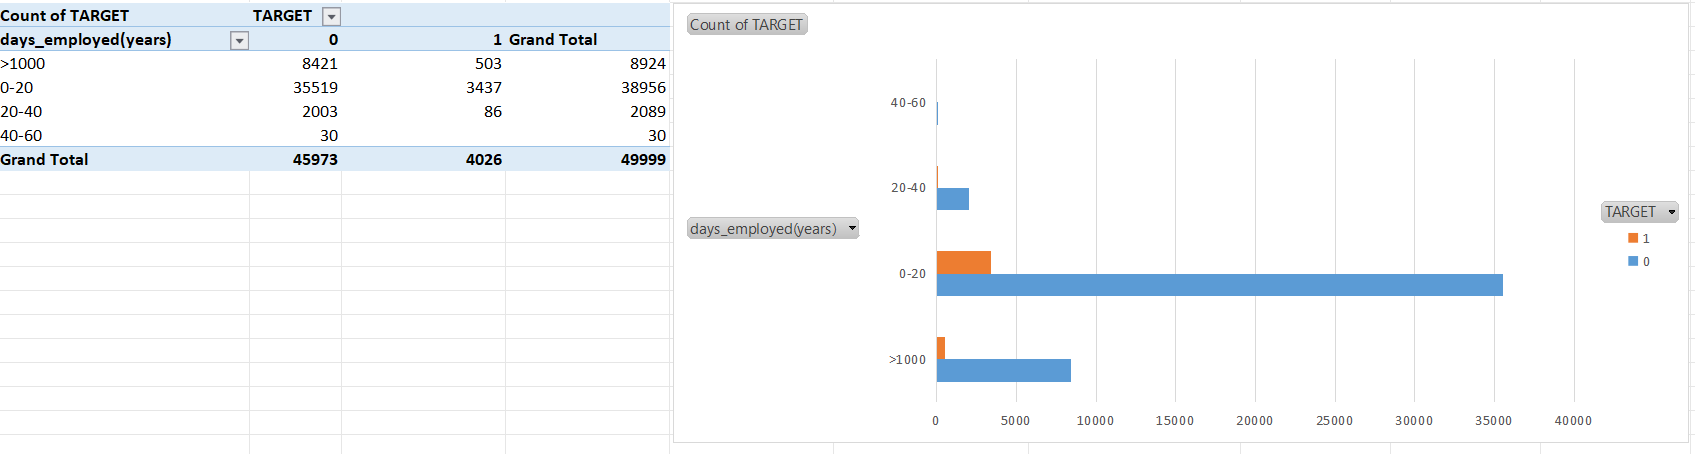 Count of TARGET TARGET
days_employed(years) 0 1 Grand Total
>1000 8421 503 8924
0-20 35519 3437 38956
20-40 2003 86 2089
40-60 30 30
Grand Total 45973 4026 49999
Count of TARGET
40-60
20-40
0-20
>1000
days_employed(years)
0 5000 10000 15000 20000 25000 30000 35000 40000
TARGET
1
0